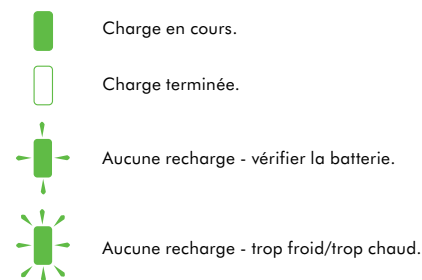 Charge en cours.
Charge terminée.
Aucune recharge - vérifier la batterie.
Aucune recharge - trop froid/trop chaud.